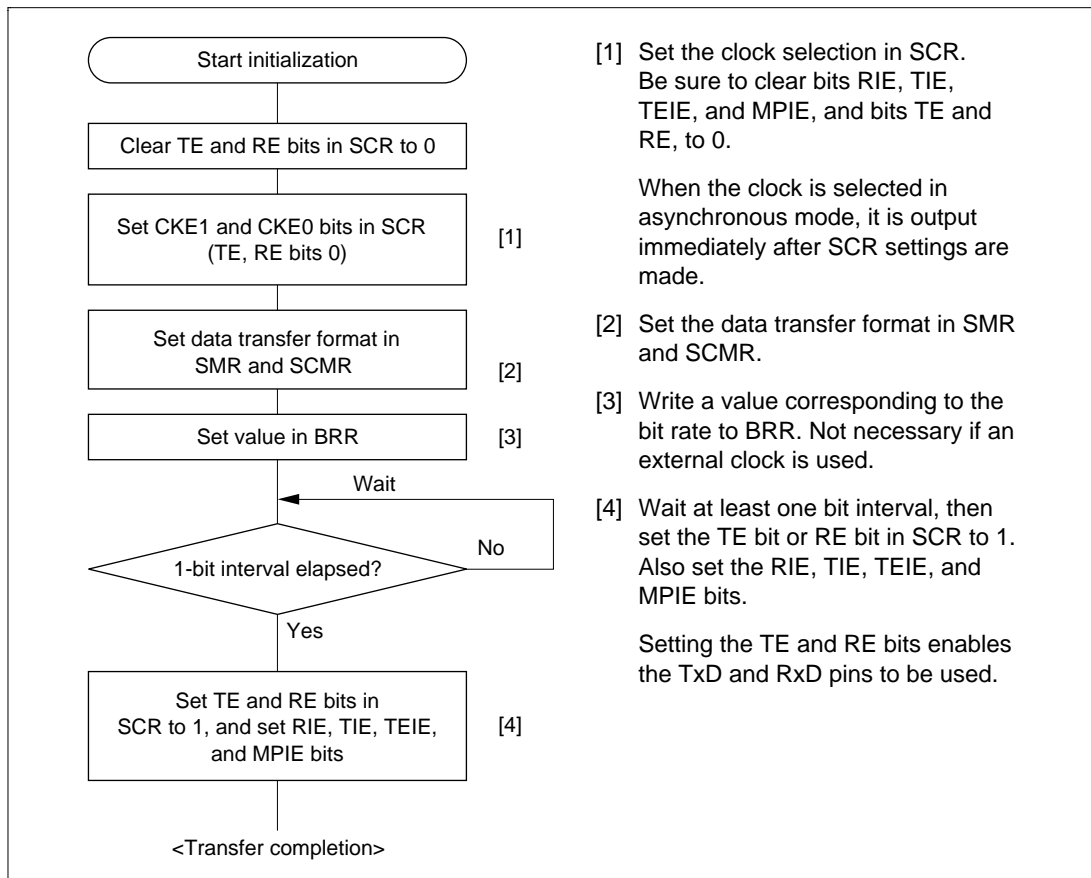 Start initialization
Clear TE and RE bits in SCR to 0
Set CKE1 and CKE0 bits in SCR
(TE, RE bits 0)
[1]
Set data transfer format in
SMR and SCMR
[2]
Set value in BRR
[3]
Wait
1-bit interval elapsed?
No
Yes
Set TE and RE bits in
SCR to 1, and set RIE, TIE, TEIE,
and MPIE bits
[4]
<Transfer completion>
[1] Set the clock selection in SCR.
Be sure to clear bits RIE, TIE,
TEIE, and MPIE, and bits TE and
RE, to 0.
When the clock is selected in
asynchronous mode, it is output
immediately after SCR settings are
made.
[2] Set the data transfer format in SMR
and SCMR.
[3] Write a value corresponding to the
bit rate to BRR. Not necessary if an
external clock is used.
[4] Wait at least one bit interval, then
set the TE bit or RE bit in SCR to 1.
Also set the RIE, TIE, TEIE, and
MPIE bits.
Setting the TE and RE bits enables
the TxD and RxD pins to be used.